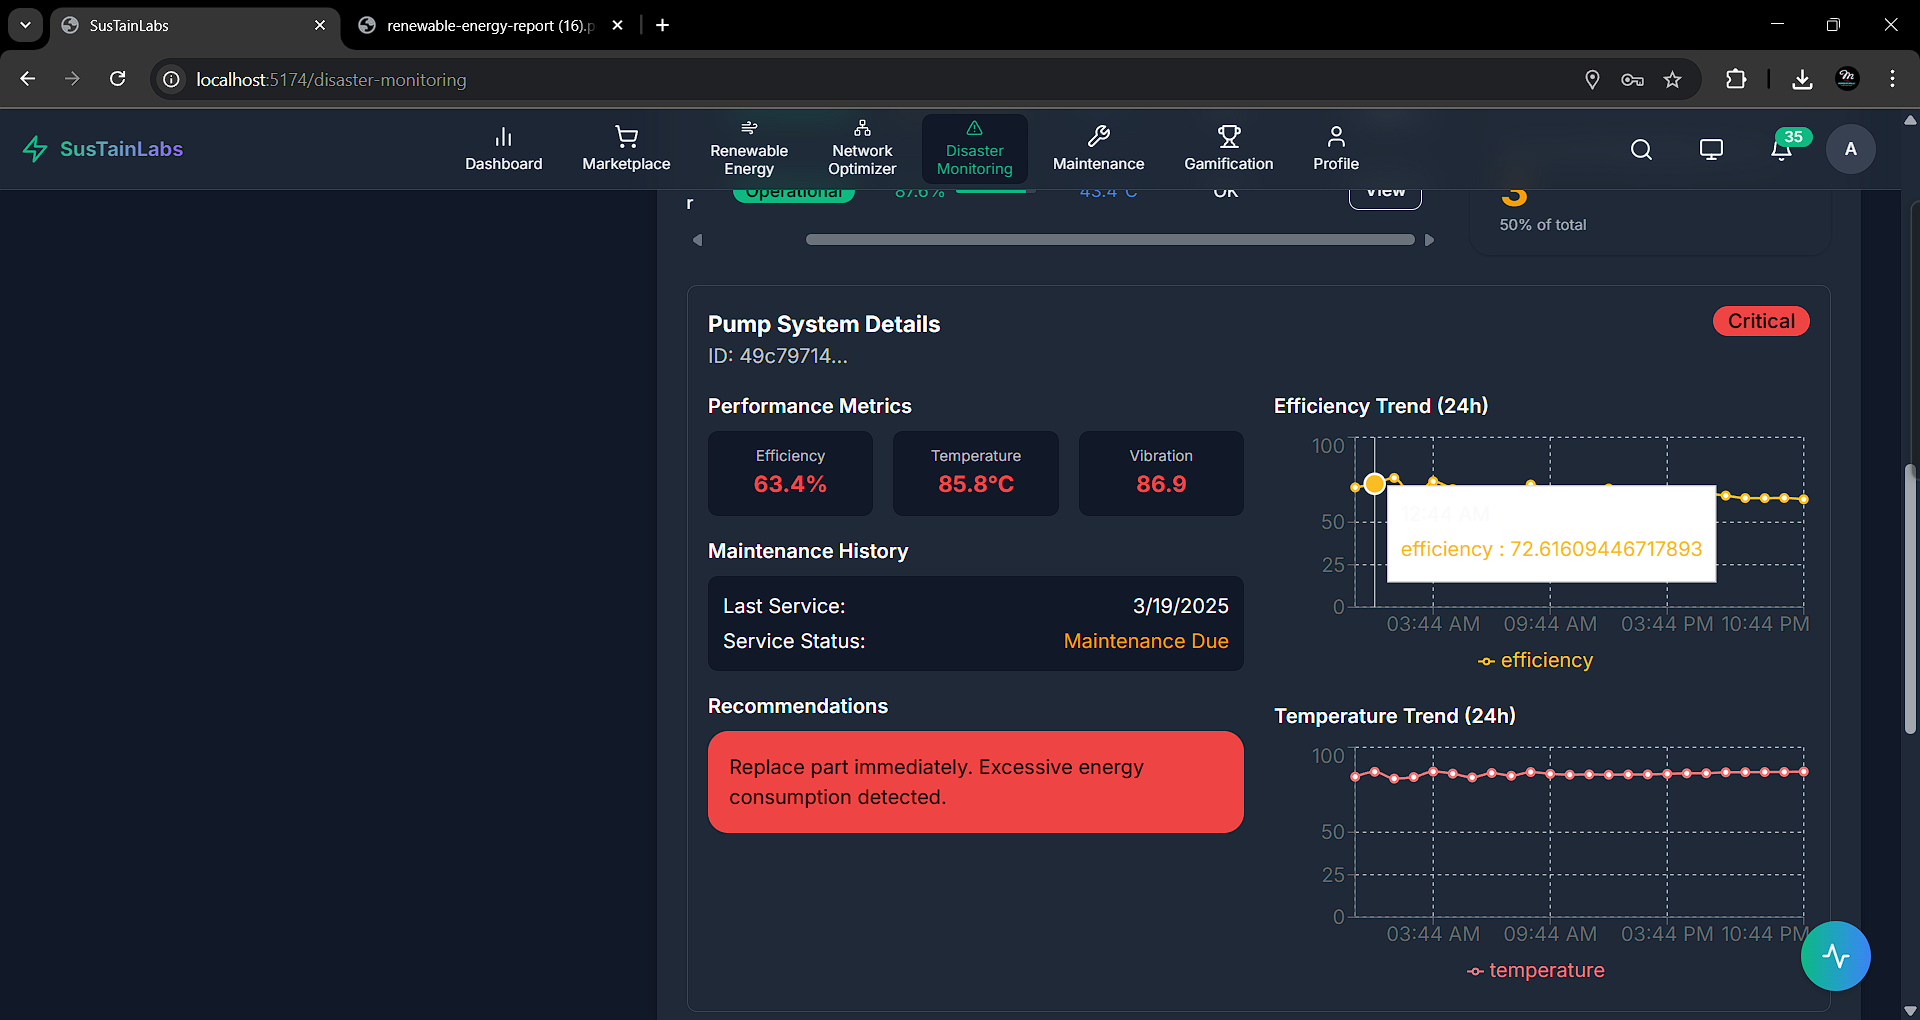 SusTainLabs
renewable-energy-report (16).p
localhost:5174/disaster-monitoring
SusTainLabs
Dashboard
Marketplace
Renewable
Energy
Network
Optimizer
Disaster
Monitoring
Maintenance
Gamification
Profile
35
A
r
Operational
87.6%
43.4°C
OK
View
3
50% of total
Pump System Details
Critical
ID: 49c79714...
Performance Metrics
Efficiency
63.4%
Temperature
85.8°C
Vibration
86.9
Maintenance History
Last Service:
3/19/2025
Service Status:
Maintenance Due
Recommendations
Replace part immediately. Excessive energy
consumption detected.
Efficiency Trend (24h)
100
50
25
0
12:44 AM
efficiency : 72.61609446717893
03:44 AM
09:44 AM
03:44 PM
10:44 PM
efficiency
Temperature Trend (24h)
100
50
25
0
03:44 AM
09:44 AM
03:44 PM
10:44 PM
temperature